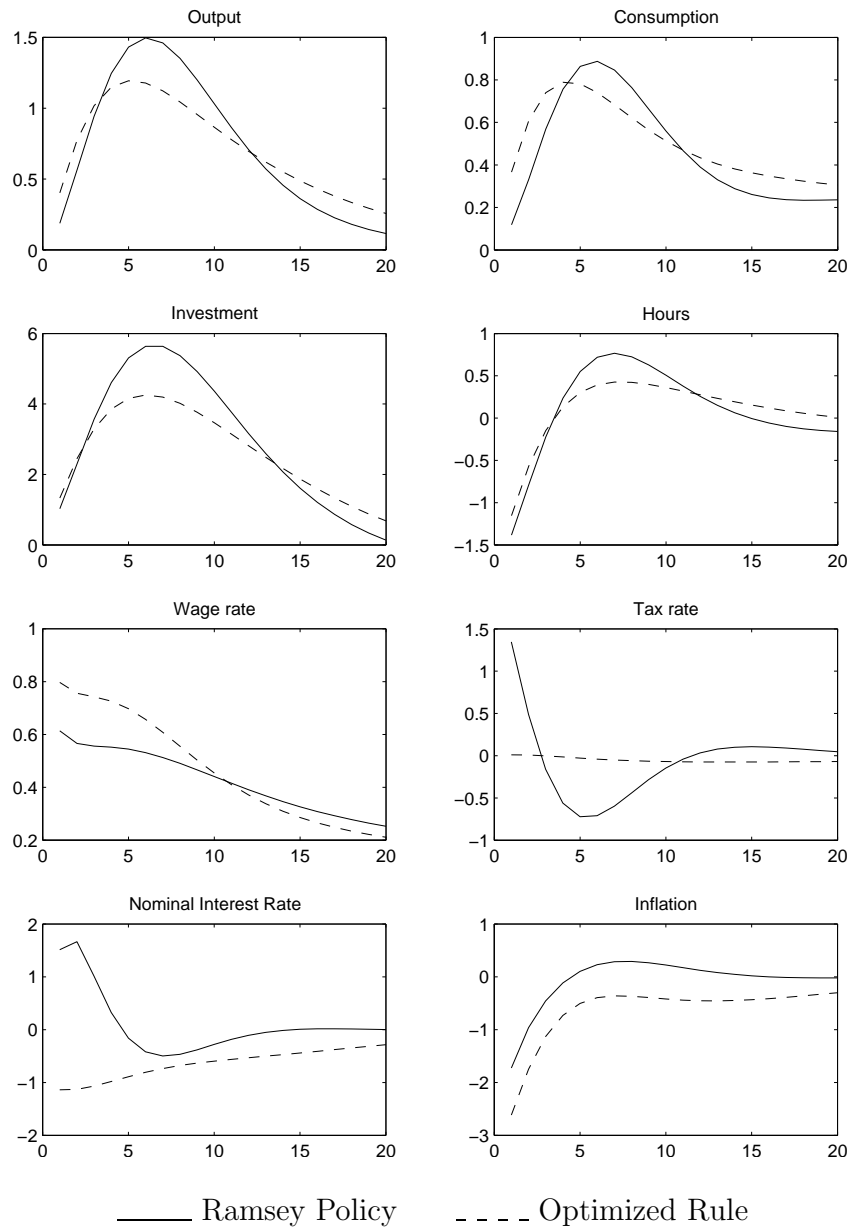 Output
1.5
1
0.5
0
0 5 10 15 20
Consumption
1
0.8
0.6
0.4
0.2
0
0 5 10 15 20
Investment
6
4
2
0
0 5 10 15 20
Hours
1
0.5
0
−0.5
−1
−1.5
0 5 10 15 20
Wage rate
1
0.8
0.6
0.4
0.2
0 5 10 15 20
Tax rate
1.5
1
0.5
0
−0.5
−1
0 5 10 15 20
Nominal Interest Rate
2
1
0
−1
−2
0 5 10 15 20
Inflation
1
0
−1
−2
−3
0 5 10 15 20
Ramsey Policy Optimized Rule